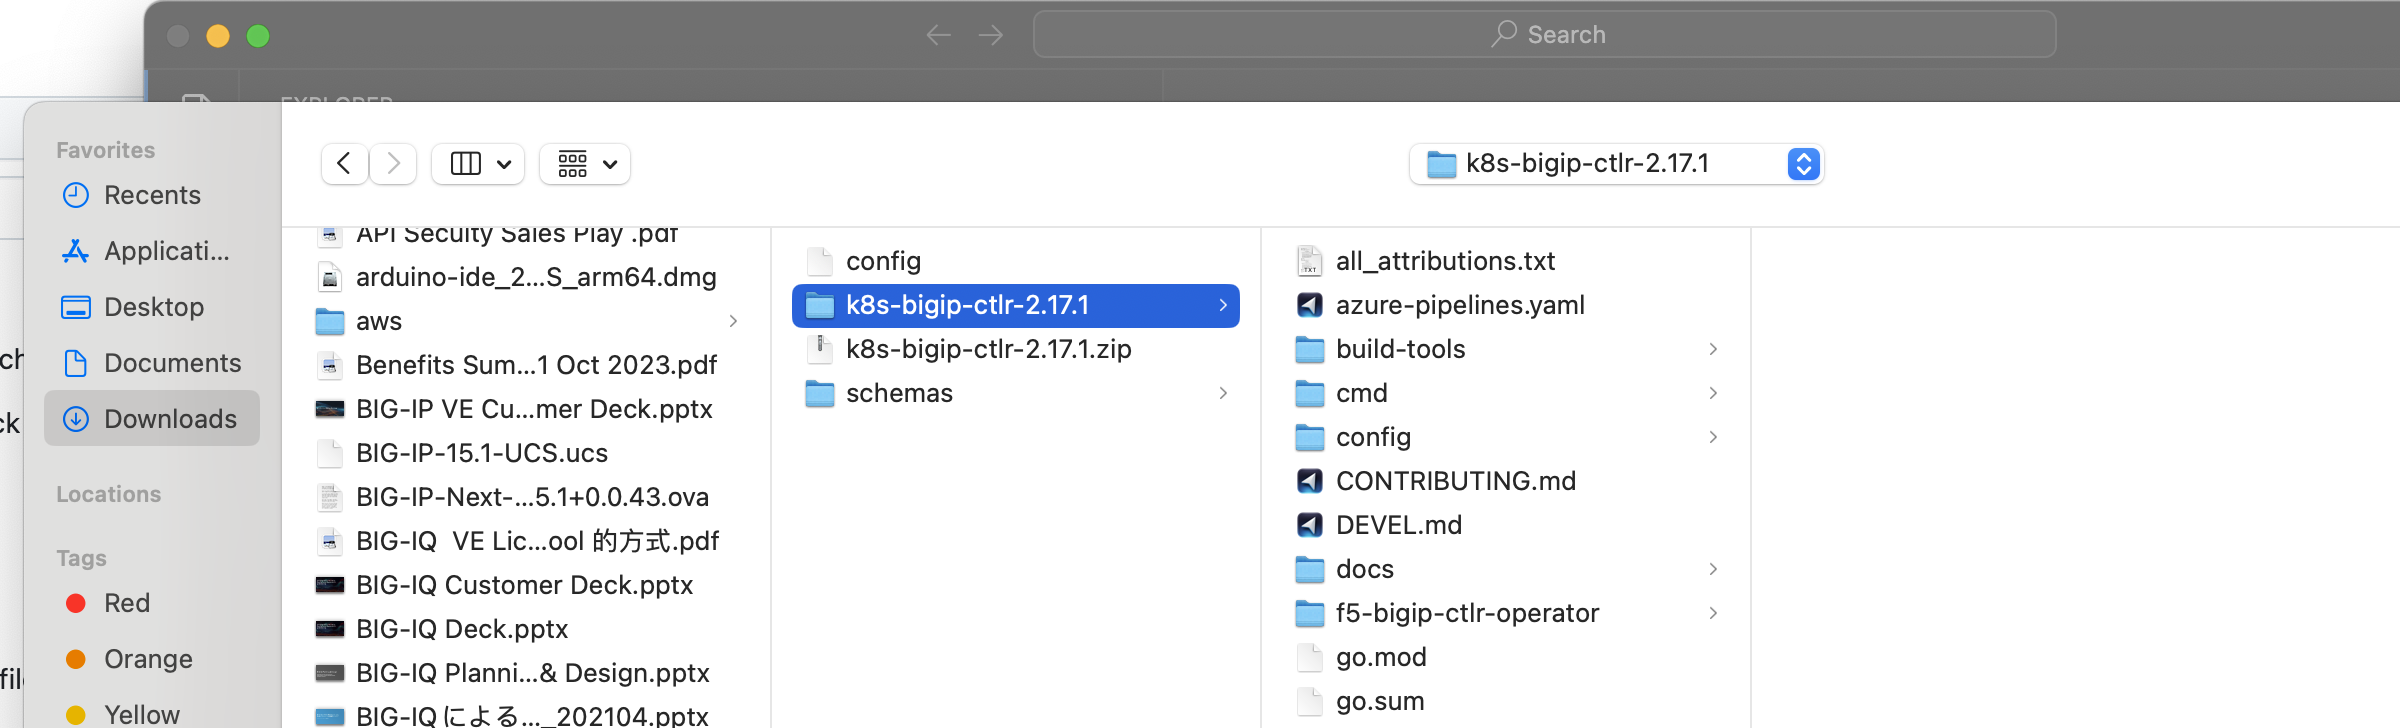 Search
EXPLORER
k8s-bigip-ctlr-2.17.1
Favorites
Recents
Applicati...
Desktop
Documents
Downloads
Locations
Tags
Red
Orange
Yellow
API Secuity Sales Play .pdf
arduino-ide_2...S_arm64.dmg
aws
Benefits Sum...1 Oct 2023.pdf
BIG-IP VE Cu...mer Deck.pptx
BIG-IP-15.1-UCS.ucs
BIG-IP-Next-...5.1+0.0.43.ova
BIG-IQ  VE Lic...ool 的方式.pdf
BIG-IQ Customer Deck.pptx
BIG-IQ Deck.pptx
BIG-IQ Planni...& Design.pptx
BIG-IQによる..._202104.pptx
config
k8s-bigip-ctlr-2.17.1
k8s-bigip-ctlr-2.17.1.zip
schemas
all_attributions.txt
azure-pipelines.yaml
build-tools
cmd
config
CONTRIBUTING.md
DEVEL.md
docs
f5-bigip-ctlr-operator
go.mod
go.sum